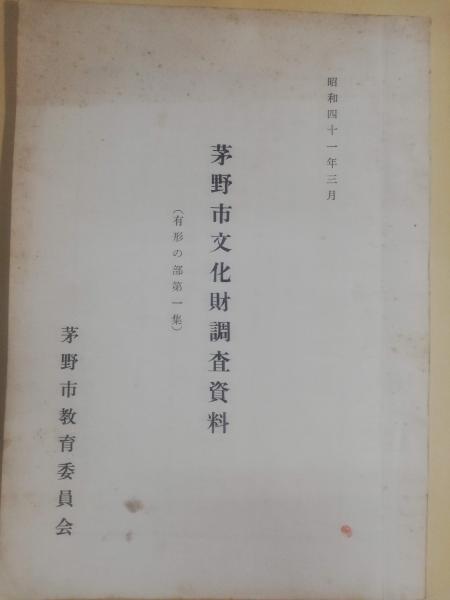 昭和四十一年三月
茅野市文化財調査資料
(有形の部第一集)
茅野市教育委員会